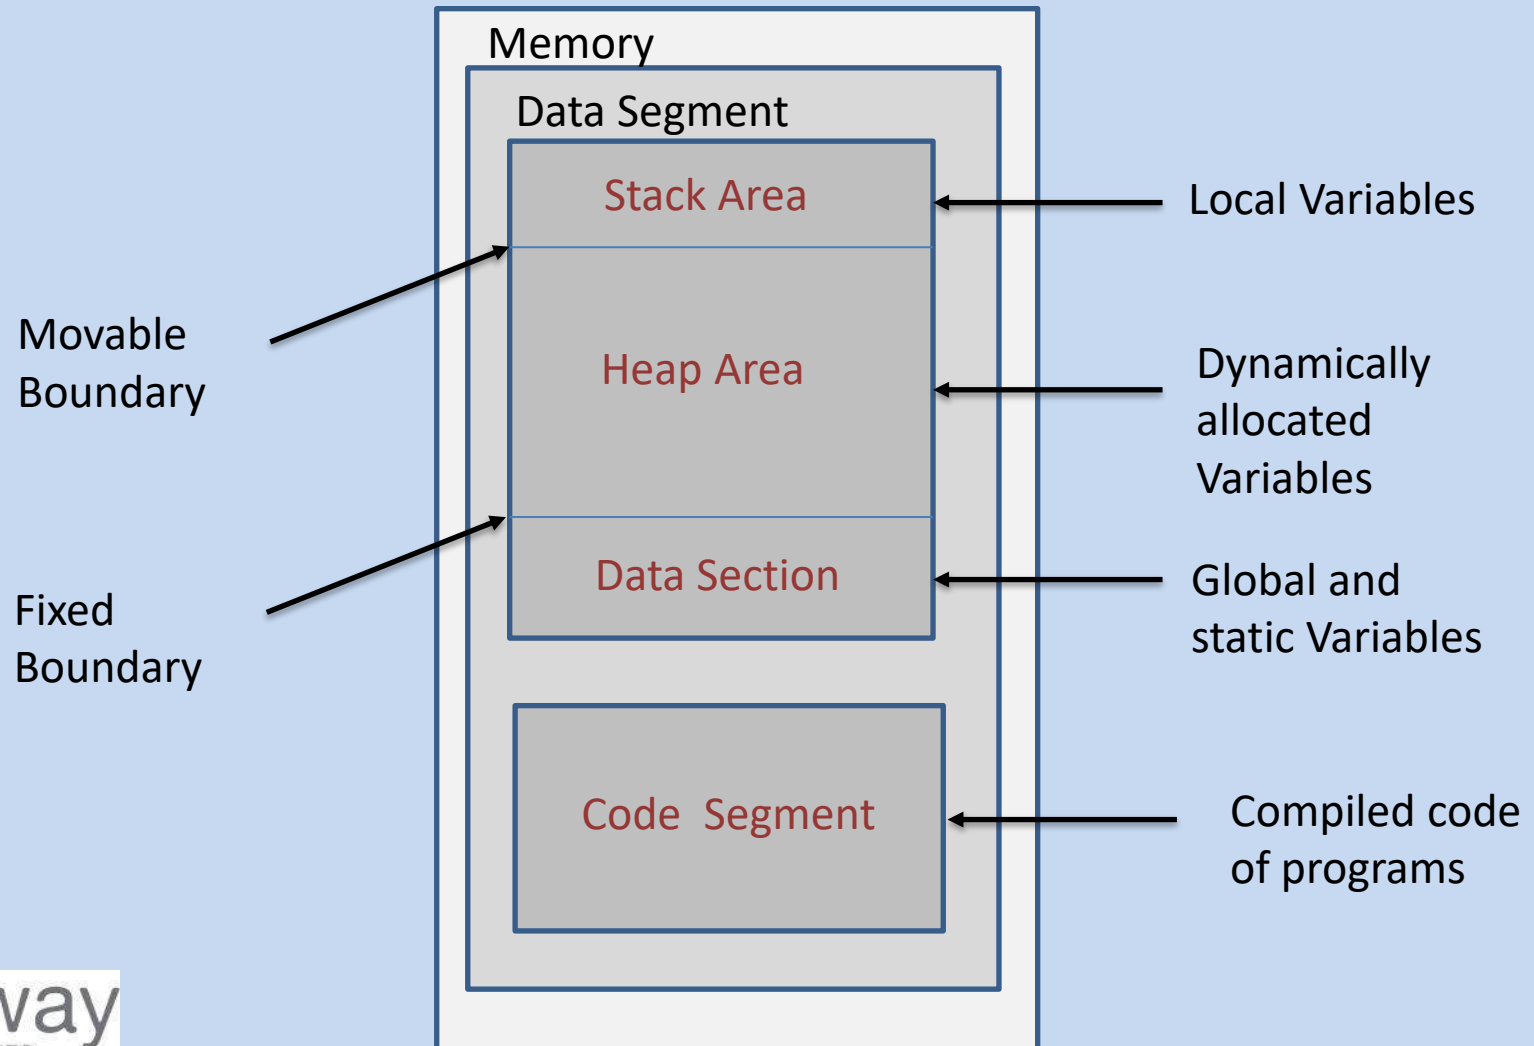 Memory
Data Segment
Stack Area
Local Variables
Movable
Boundary
Heap Area
Dynamically
allocated
Variables
Fixed
Boundary
Data Section
Global and
static Variables
Code Segment
Compiled code
of programs
way